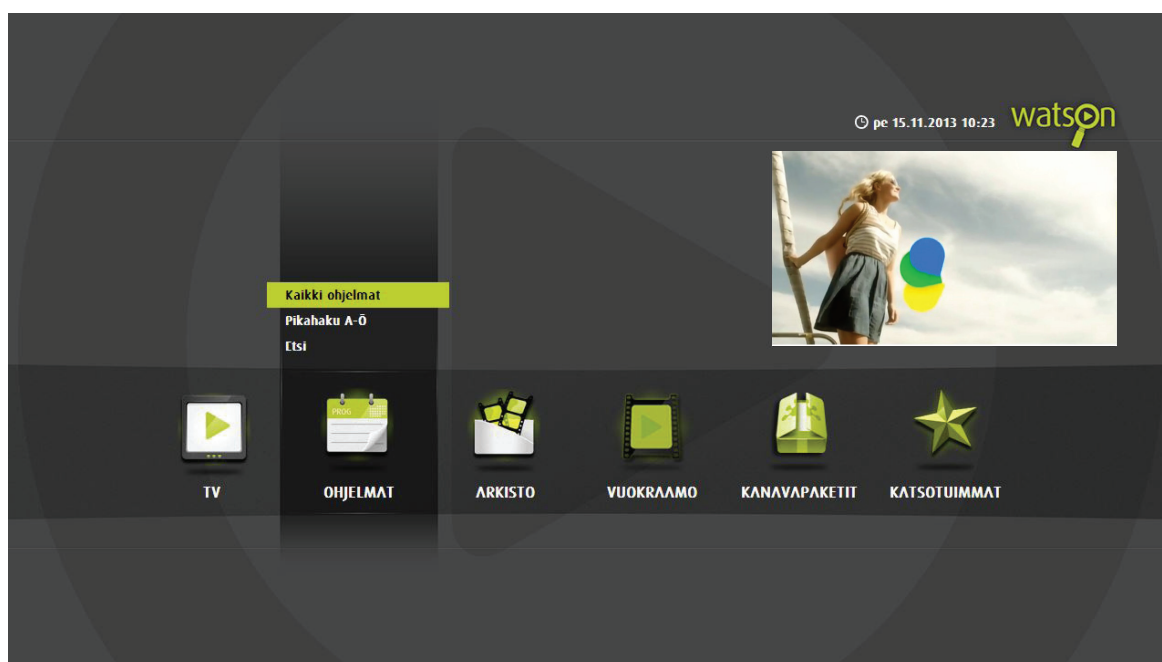 pe 15.11.2013 10:23 watson
Kaikki ohjelmat
Pikahaku A-Ö
Etsi
PROG
TV OHJELMAT ARKISTO VUOKRAAMO KANAVAPAKETIT KATSOTUIMMAT